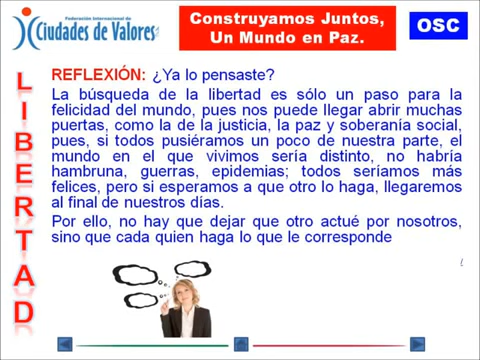 Federación Internacional de
Ciudades de Valores
Construyamos Juntos,
Un Mundo en Paz.
OSC
LIBERTAD
REFLEXIÓN: ¿Ya lo pensaste?
La búsqueda de la libertad es sólo un paso para la
felicidad del mundo, pues nos puede llegar abrir muchas
puertas, como la de la justicia, la paz y soberanía social,
pues, si todos pusiéramos un poco de nuestra parte, el
mundo en el que vivimos sería distinto, no habría
hambruna, guerras, epidemias; todos seríamos más
felices, pero si esperamos a que otro lo haga, llegaremos
al final de nuestros días.
Por ello, no hay que dejar que otro actué por nosotros,
sino que cada quien haga lo que le corresponde